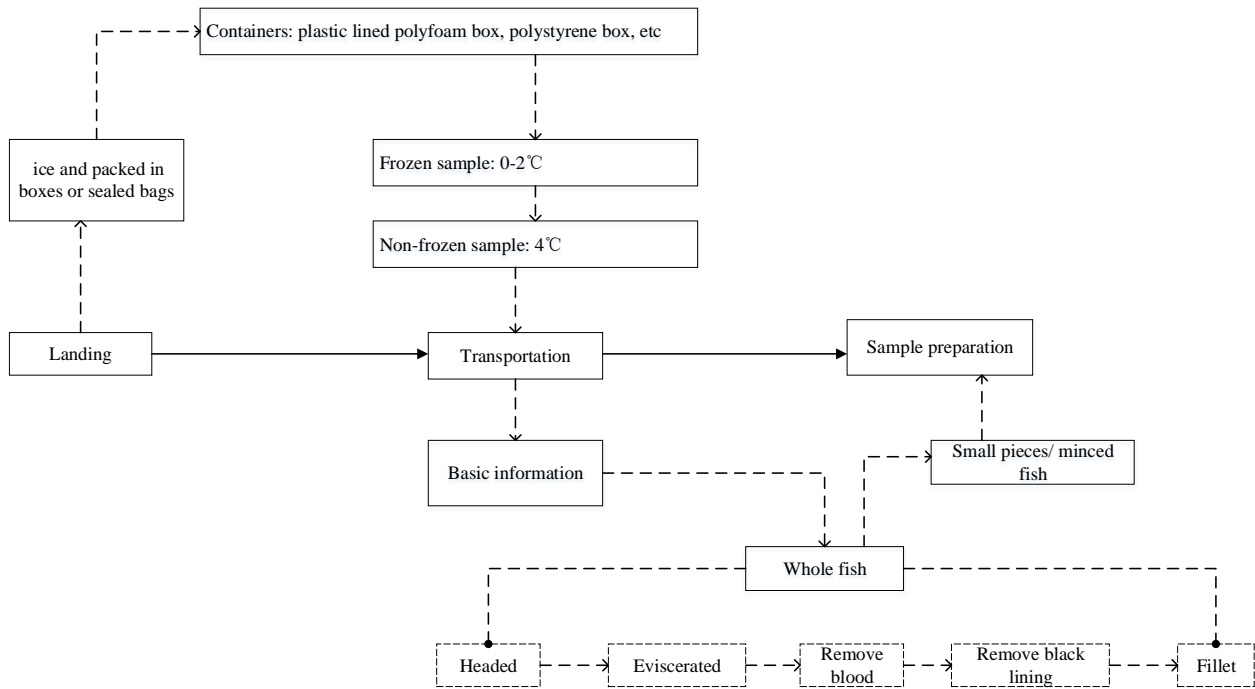 Containers: plastic lined polyfoam box, polystyrene box, etc
ice and packed in
boxes or sealed bags
Frozen sample: 0-2℃
Non-frozen sample: 4℃
Landing
Transportation
Sample preparation
Basic information
Small pieces/ minced
fish
Whole fish
Headed
Eviscerated
Remove
blood
Remove black
lining
Fillet